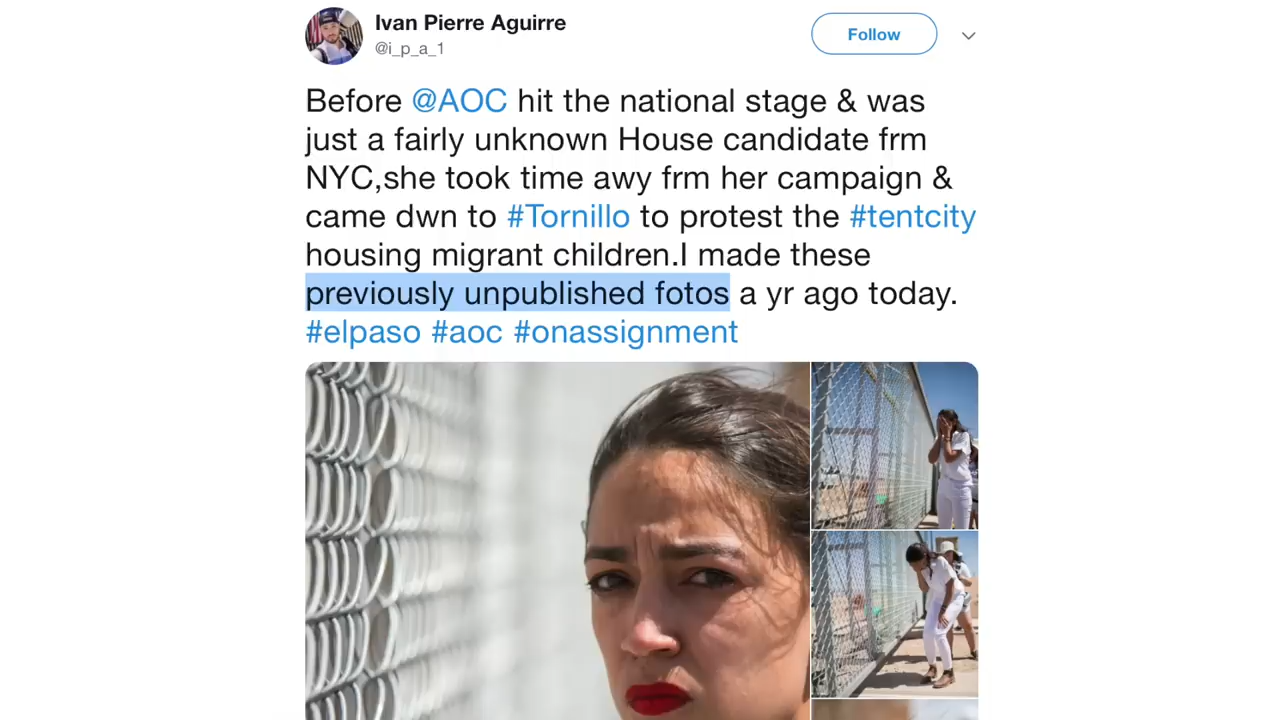 Ivan Pierre Aguirre
@i_p_a_1
Follow
Before @AOC hit the national stage & was
just a fairly unknown House candidate frm
NYC,she took time awy frm her campaign &
came dwn to #Tornillo to protest the #tentcity
housing migrant children.I made these
previously unpublished fotos a yr ago today.
#elpaso #aoc #onassignment